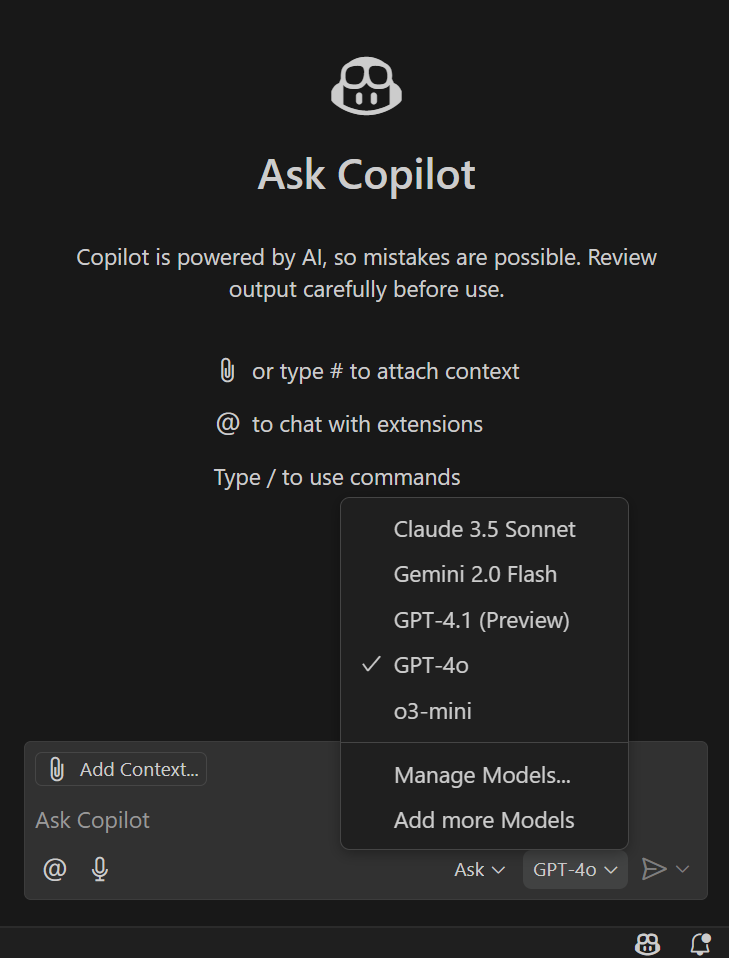 Ask Copilot
Copilot is powered by AI, so mistakes are possible. Review
output carefully before use.
or type # to attach context
@ to chat with extensions
Type / to use commands
Claude 3.5 Sonnet
Gemini 2.0 Flash
GPT-4.1 (Preview)
GPT-4o
o3-mini
Manage Models...
Add more Models
Add Context...
Ask Copilot
@
Ask
GPT-4o